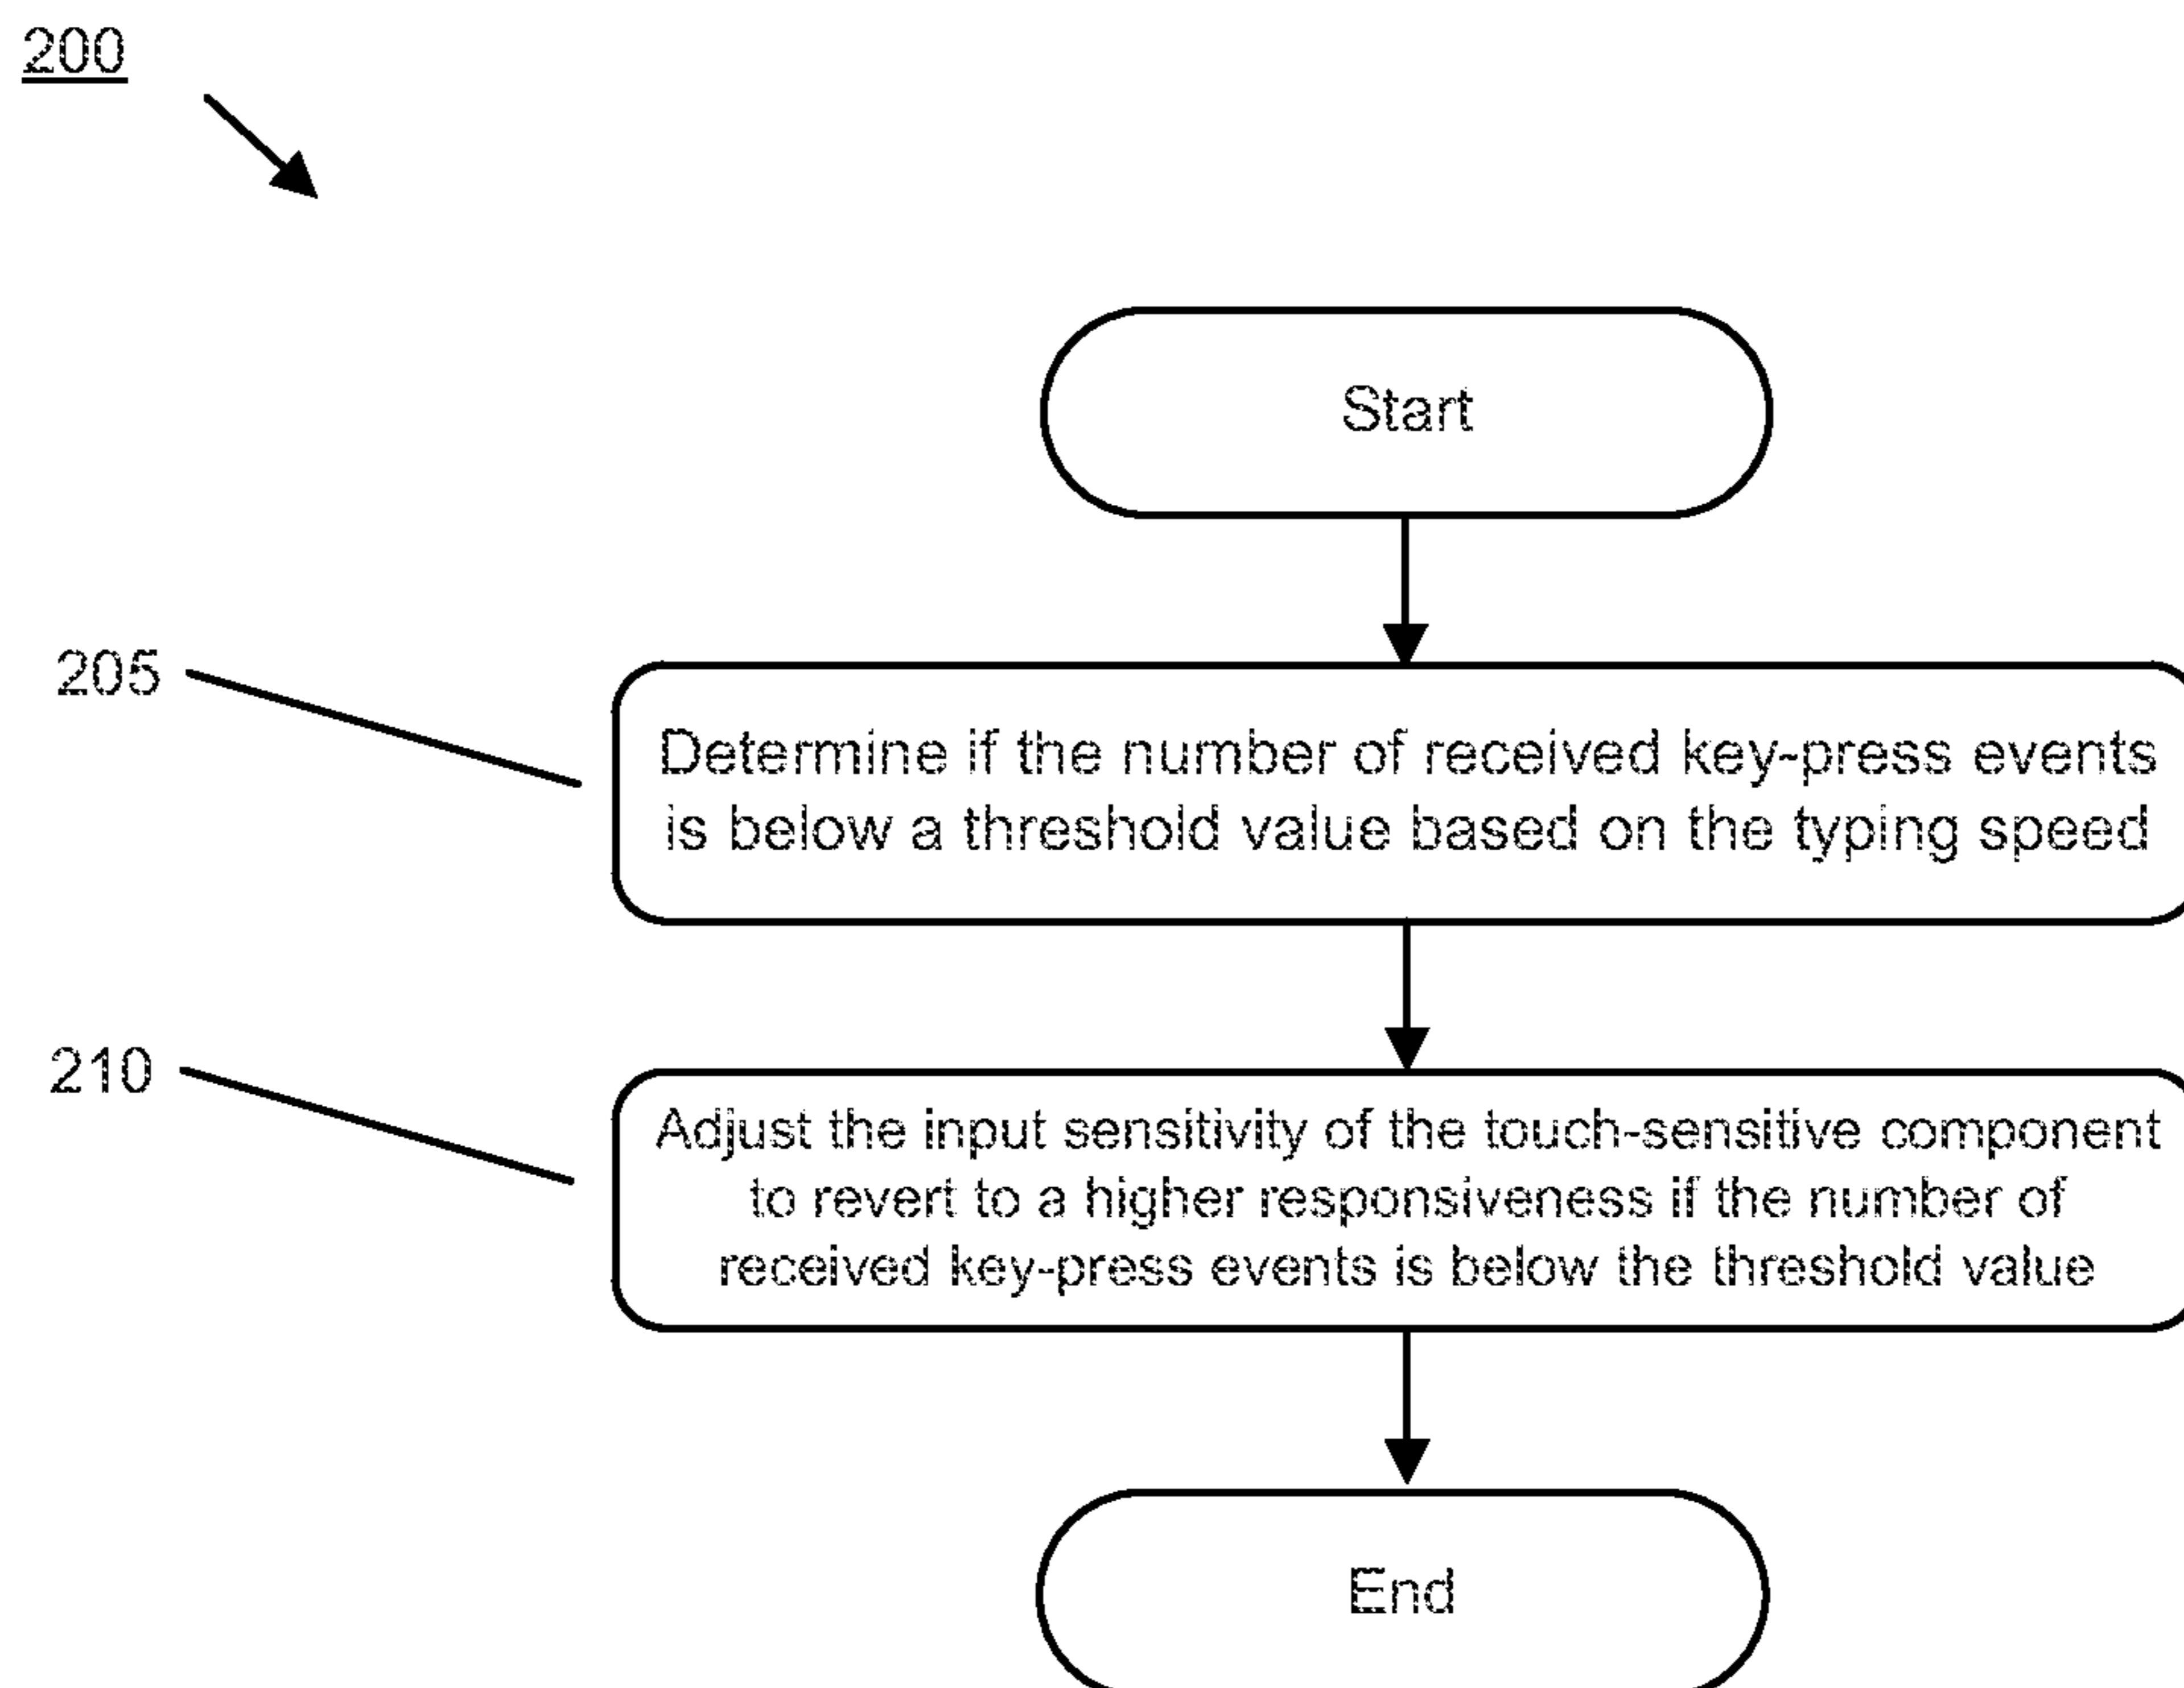 200
Start
205
Determine if the number of received key-press events
is below a threshold value based on the typing speed
210
Adjust the input sensitivity of the touch-sensitive component
to revert to a higher responsiveness if the number of
received key-press events is below the threshold value
End